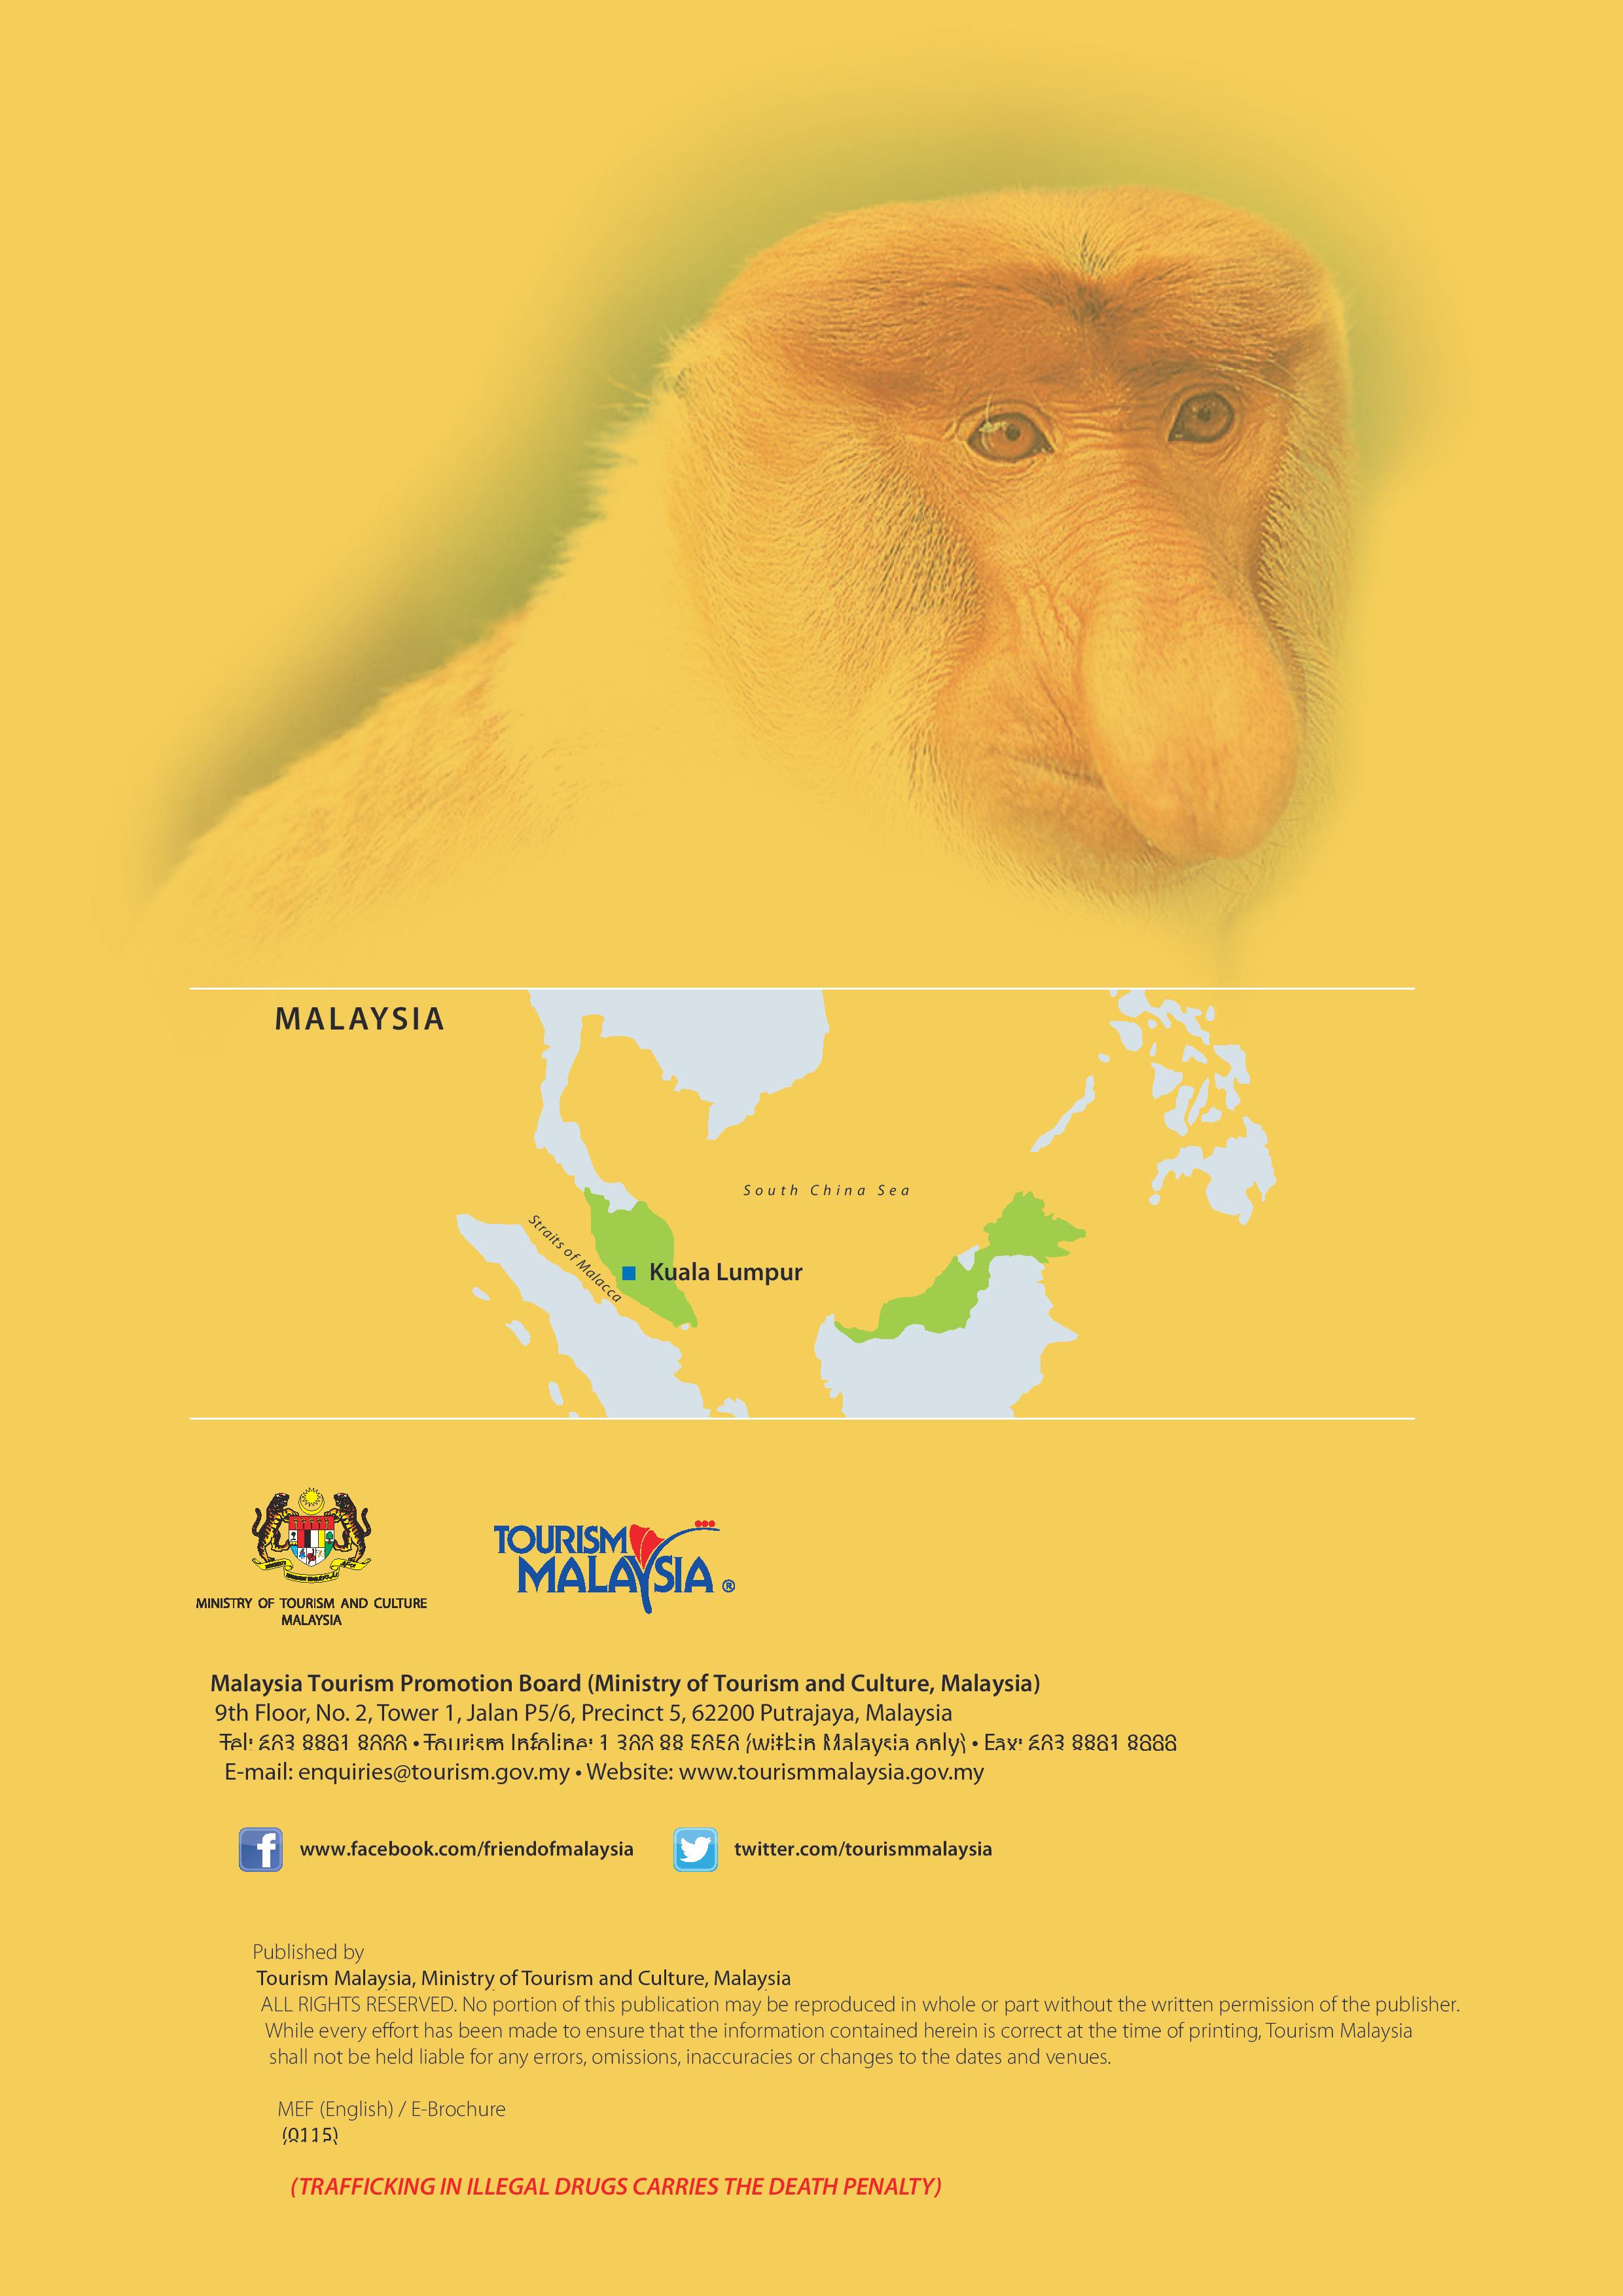 MALAYSIA
South China Sea
Straits of Malacca
Kuala Lumpur
MINISTRY OF TOURISM AND CULTURE
MALAYSIA
TOURISM
MALAYSIA ®
Malaysia Tourism Promotion Board (Ministry of Tourism and Culture, Malaysia)
9th Floor, No. 2, Tower 1, Jalan P5/6, Precinct 5, 62200 Putrajaya, Malaysia
Tel: • Tourism Infoline: 1 300 88 5050 (within Malaysia only) • Fax:
E-mail: enquiries@tourism.gov.my • Website: www.tourismmalaysia.gov.my
www.facebook.com/friendofmalaysia
twitter.com/tourismmalaysia
Published by
Tourism Malaysia, Ministry of Tourism and Culture, Malaysia
ALL RIGHTS RESERVED. No portion of this publication may be reproduced in whole or part without the written permission of the publisher.
While every effort has been made to ensure that the information contained herein is correct at the time of printing, Tourism Malaysia
shall not be held liable for any errors, omissions, inaccuracies or changes to the dates and venues.
MEF (English) / E-Brochure
(0115)
(TRAFFICKING IN ILLEGAL DRUGS CARRIES THE DEATH PENALTY)